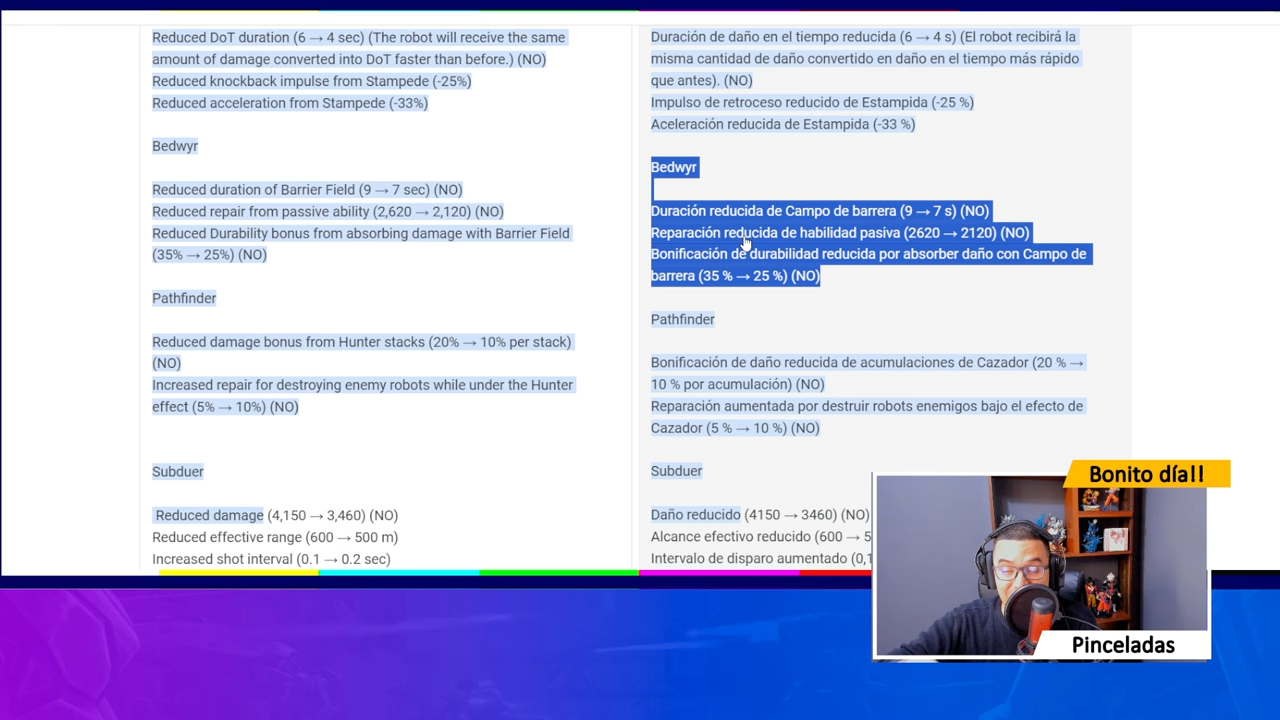 Reduced DoT duration (6 → 4 sec) (The robot will receive the same
amount of damage converted into DoT faster than before.) (NO)
Reduced knockback impulse from Stampede (-25%)
Reduced acceleration from Stampede (-33%)
Bedwyr
Reduced duration of Barrier Field (9 → 7 sec) (NO)
Reduced repair from passive ability (2,620 → 2,120) (NO)
Reduced Durability bonus from absorbing damage with Barrier Field
(35% → 25%) (NO)
Pathfinder
Reduced damage bonus from Hunter stacks (20% → 10% per stack)
(NO)
Increased repair for destroying enemy robots while under the Hunter
effect (5% → 10%) (NO)
Subduer
Reduced damage (4,150 → 3,460) (NO)
Reduced effective range (600 → 500 m)
Increased shot interval (0.1 → 0.2 sec)
Duración de daño en el tiempo reducida (6 → 4 s) (El robot recibirá la
misma cantidad de daño convertido en daño en el tiempo más rápido
que antes). (NO)
Impulso de retroceso reducido de Estampida (-25 %)
Aceleración reducida de Estampida (-33 %)
Bedwyr
Duración reducida de Campo de barrera (9 → 7 s) (NO)
Reparación reducida de habilidad pasiva (2620 → 2120) (NO)
Bonificación de durabilidad reducida por absorber daño con Campo de
barrera (35 % → 25 %) (NO)
Pathfinder
Bonificación de daño reducida de acumulaciones de Cazador (20 % →
10 % por acumulación) (NO)
Reparación aumentada por destruir robots enemigos bajo el efecto de
Cazador (5 % → 10 %) (NO)
Subduer
Daño reducido (4150 → 3460) (NO)
Alcance efectivo reducido (600 → 5
Intervalo de disparo aumentado (0,1
Bonito día!!
Pinceladas